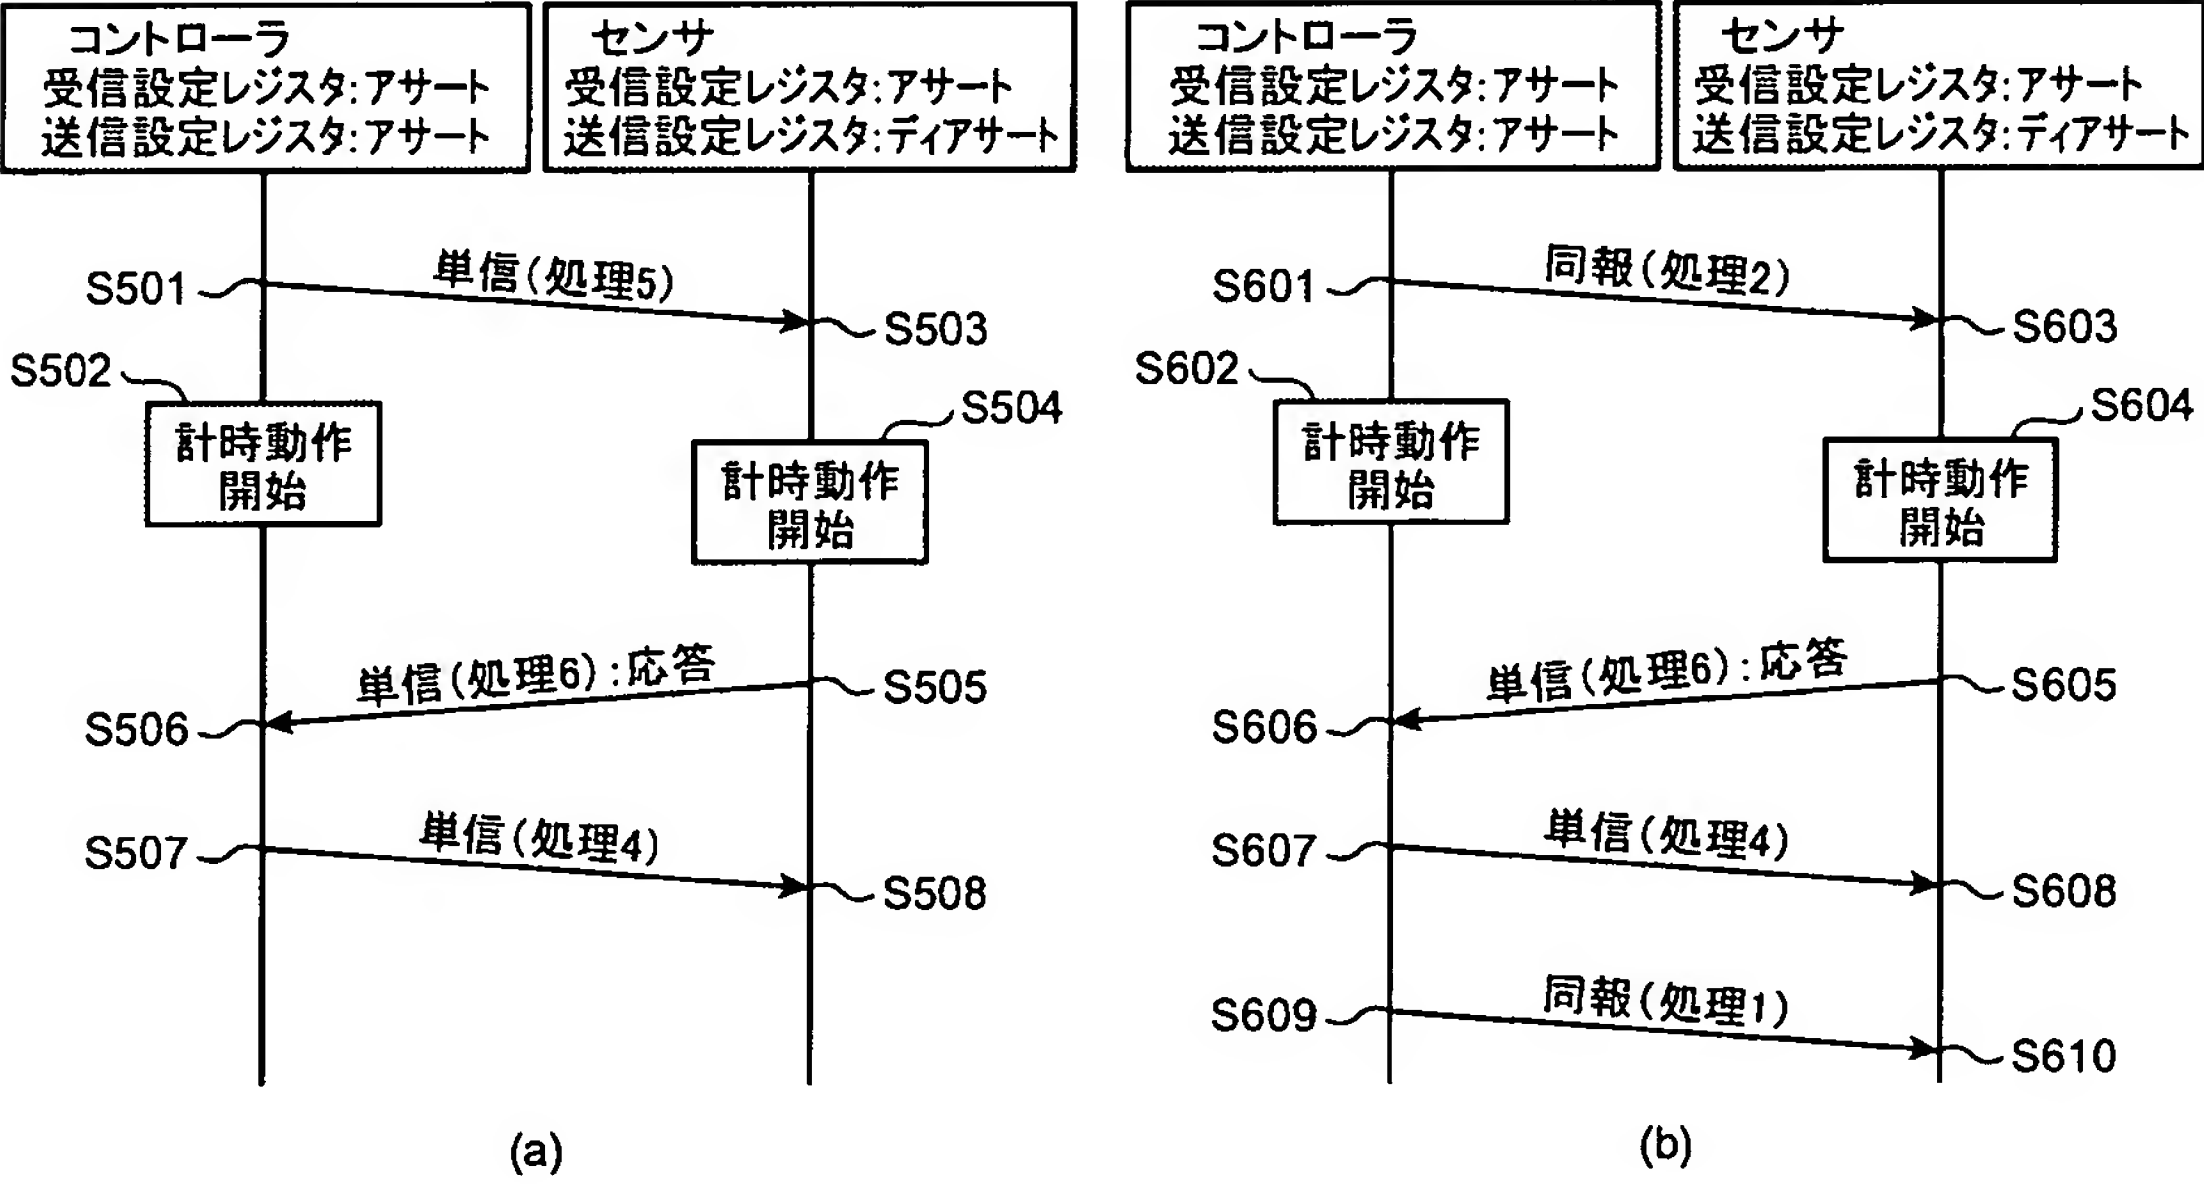 コントローラ
受信設定レジスタ:アサート
送信設定レジスタ:アサート
センサ
受信設定レジスタ:アサート
送信設定レジスタ:ディアサート
S501
単信(処理5)
S503
S502
計時動作
開始
S504
計時動作
開始
単信(処理6):応答
S505
S506
単信(処理4)
S507
S508
(a)
コントローラ
受信設定レジスタ:アサート
送信設定レジスタ:アサート
センサ
受信設定レジスタ:アサート
送信設定レジスタ:ディアサート
S601
同報(処理2)
S603
S602
計時動作
開始
S604
計時動作
開始
単信(処理6):応答
S605
S606
単信(処理4)
S607
S608
同報(処理1)
S609
S610
(b)